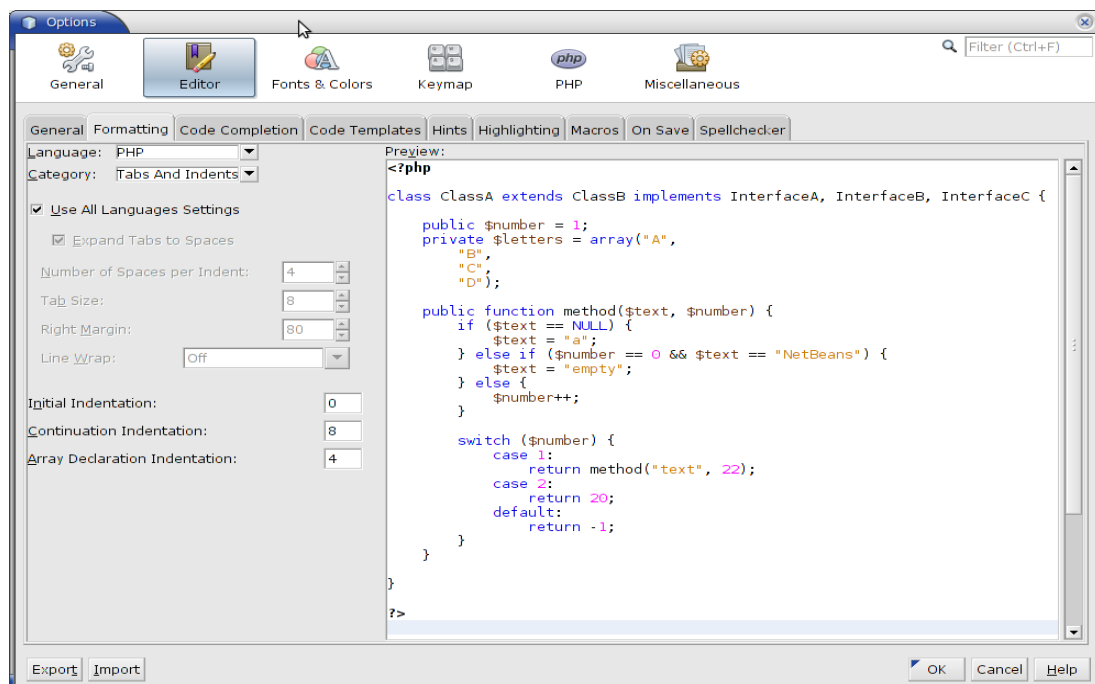 Options
Filter (Ctrl+F)
php
General Editor Fonts & Colors Keymap PHP Miscellaneous
General Formatting Code Completion Code Templates Hints Highlighting Macros On Save Spellchecker
Language: PHP
Category: Tabs And Indents
Use All Languages Settings
Expand Tabs to Spaces
Number of Spaces per Indent: 4
Tab Size: 8
Right Margin: 80
Line Wrap: Off
Initial Indentation: 0
Continuation Indentation: 8
Array Declaration Indentation: 4
Preview:
<?php
class ClassA extends ClassB implements InterfaceA, InterfaceB, InterfaceC {
    public $number = 1;
    private $letters = array("A",
        "B",
        "C",
        "D");
    public function method($text, $number) {
        if ($text == NULL) {
            $text = "a";
        } else if ($number == 0 && $text == "NetBeans") {
            $text = "empty";
        } else {
            $number++;
        }
        switch ($number) {
            case 1:
                return method("text", 22);
            case 2:
                return 20;
            default:
                return -1;
        }
    }
}
?>
Export Import OK Cancel Help